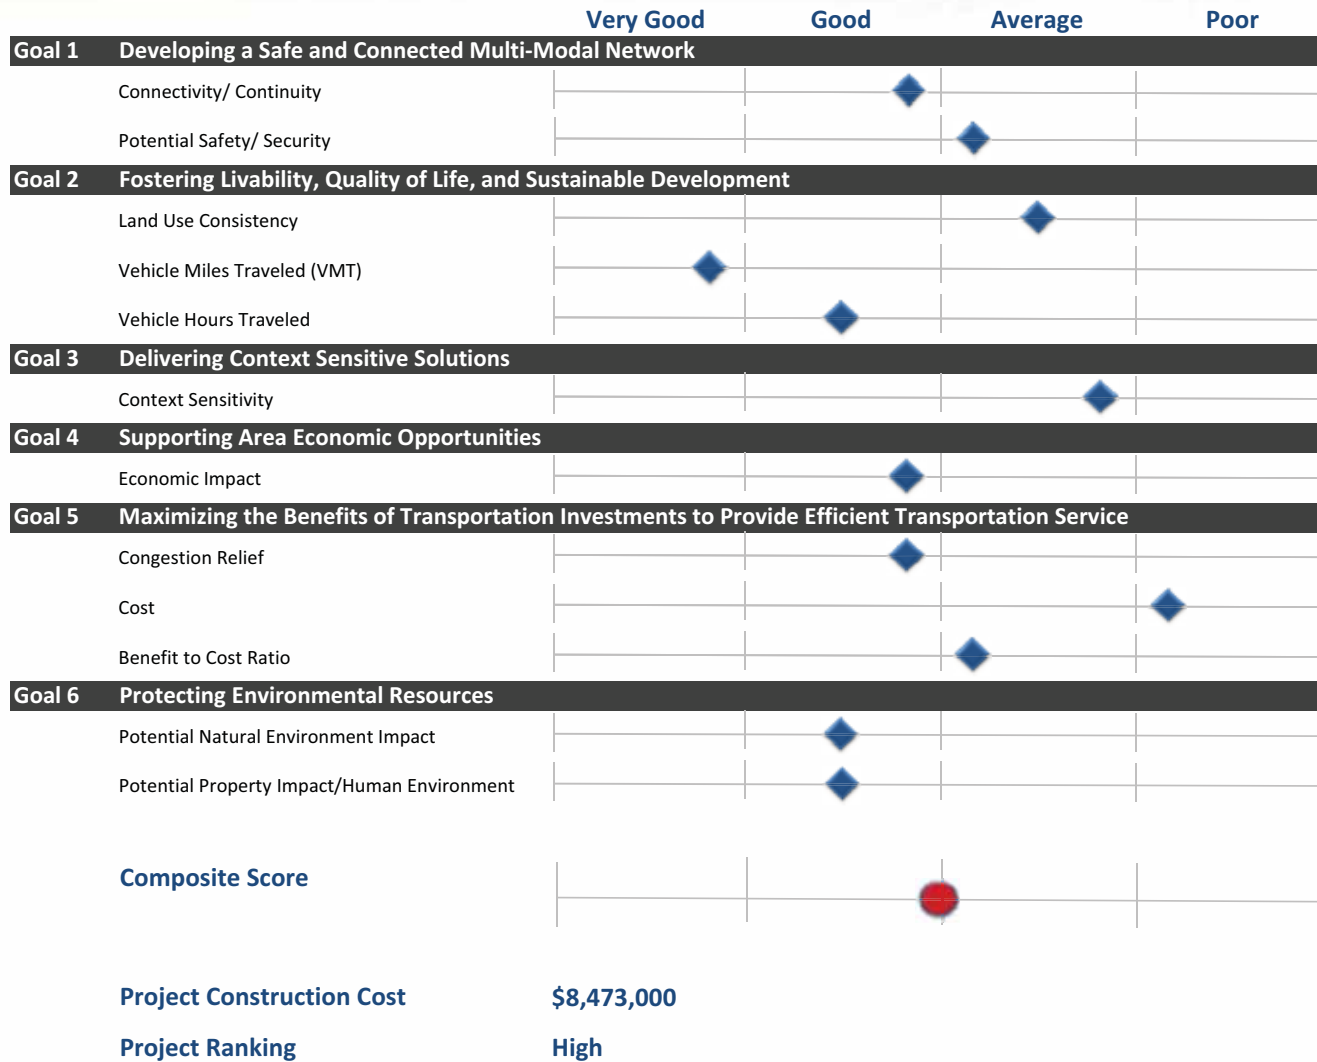 Very Good Good Average Poor
Goal 1 Developing a Safe and Connected Multi-Modal Network
Connectivity/ Continuity
Potential Safety/ Security
Goal 2 Fostering Livability, Quality of Life, and Sustainable Development
Land Use Consistency
Vehicle Miles Traveled (VMT)
Vehicle Hours Traveled
Goal 3 Delivering Context Sensitive Solutions
Context Sensitivity
Goal 4 Supporting Area Economic Opportunities
Economic Impact
Goal 5 Maximizing the Benefits of Transportation Investments to Provide Efficient Transportation Service
Congestion Relief
Cost
Benefit to Cost Ratio
Goal 6 Protecting Environmental Resources
Potential Natural Environment Impact
Potential Property Impact/Human Environment
Composite Score
Project Construction Cost $8,473,000
Project Ranking High